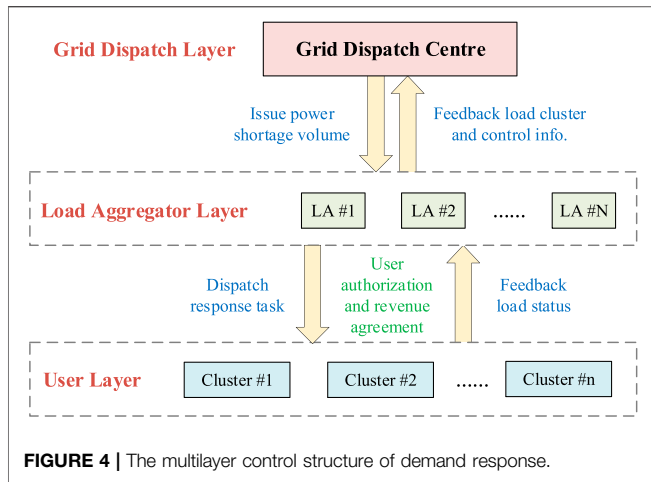 Grid Dispatch Layer
Grid Dispatch Centre
Issue power
shortage volume
Feedback load cluster
and control info.
Load Aggregator Layer
LA #1
LA #2
......
LA #N
Dispatch
response task
User
authorization
and revenue
agreement
Feedback
load status
User Layer
Cluster #1
Cluster #2
......
Cluster #n
FIGURE 4 | The multilayer control structure of demand response.